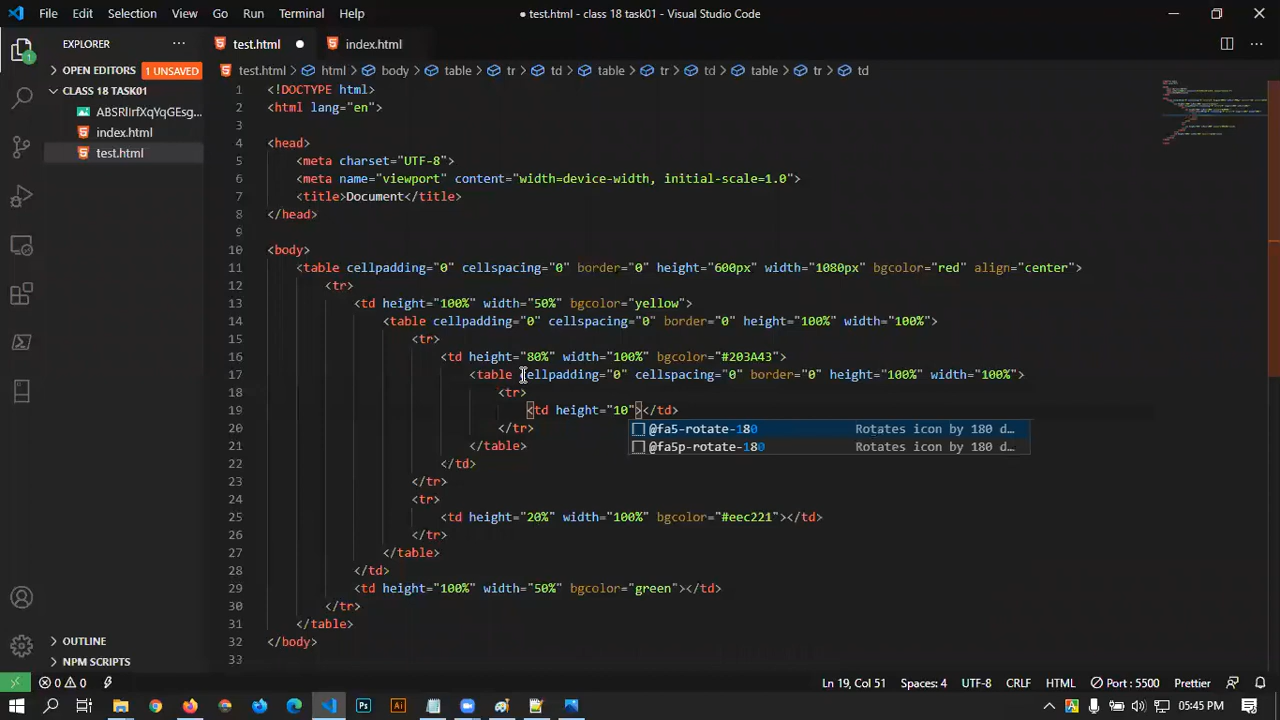 File Edit Selection View Go Run Terminal Help
● test.html - class 18 task01 - Visual Studio Code
EXPLORER ···
test.html ●
index.html
OPEN EDITORS 1 UNSAVED
test.html > html > body > table > tr > td > table > tr > td > table > tr > td
CLASS 18 TASK01
ABSRlIrfXqYqGEsg...
index.html
test.html
1 <!DOCTYPE html>
2 <html lang="en">
3
4 <head>
5 <meta charset="UTF-8">
6 <meta name="viewport" content="width=device-width, initial-scale=1.0">
7 <title>Document</title>
8 </head>
9
10 <body>
11 <table cellpadding="0" cellspacing="0" border="0" height="600px" width="1080px" bgcolor="red" align="center">
12 <tr>
13 <td height="100%" width="50%" bgcolor="yellow">
14 <table cellpadding="0" cellspacing="0" border="0" height="100%" width="100%">
15 <tr>
16 <td height="80%" width="100%" bgcolor="#203A43">
17 <table cellpadding="0" cellspacing="0" border="0" height="100%" width="100%">
18 <tr>
19 <td height="10"></td>
20 </tr>
@fa5-rotate-180 Rotates icon by 180 d...
21 </table>
@fa5p-rotate-180 Rotates icon by 180 d...
22 </td>
23 </tr>
24 <tr>
25 <td height="20%" width="100%" bgcolor="#eec221"></td>
26 </tr>
27 </table>
28 </td>
29 <td height="100%" width="50%" bgcolor="green"></td>
30 </tr>
31 </table>
32 </body>
33
OUTLINE
NPM SCRIPTS
0 0 Ln 19, Col 51 Spaces: 4 UTF-8 CRLF HTML Port : 5500 Prettier
05:45 PM